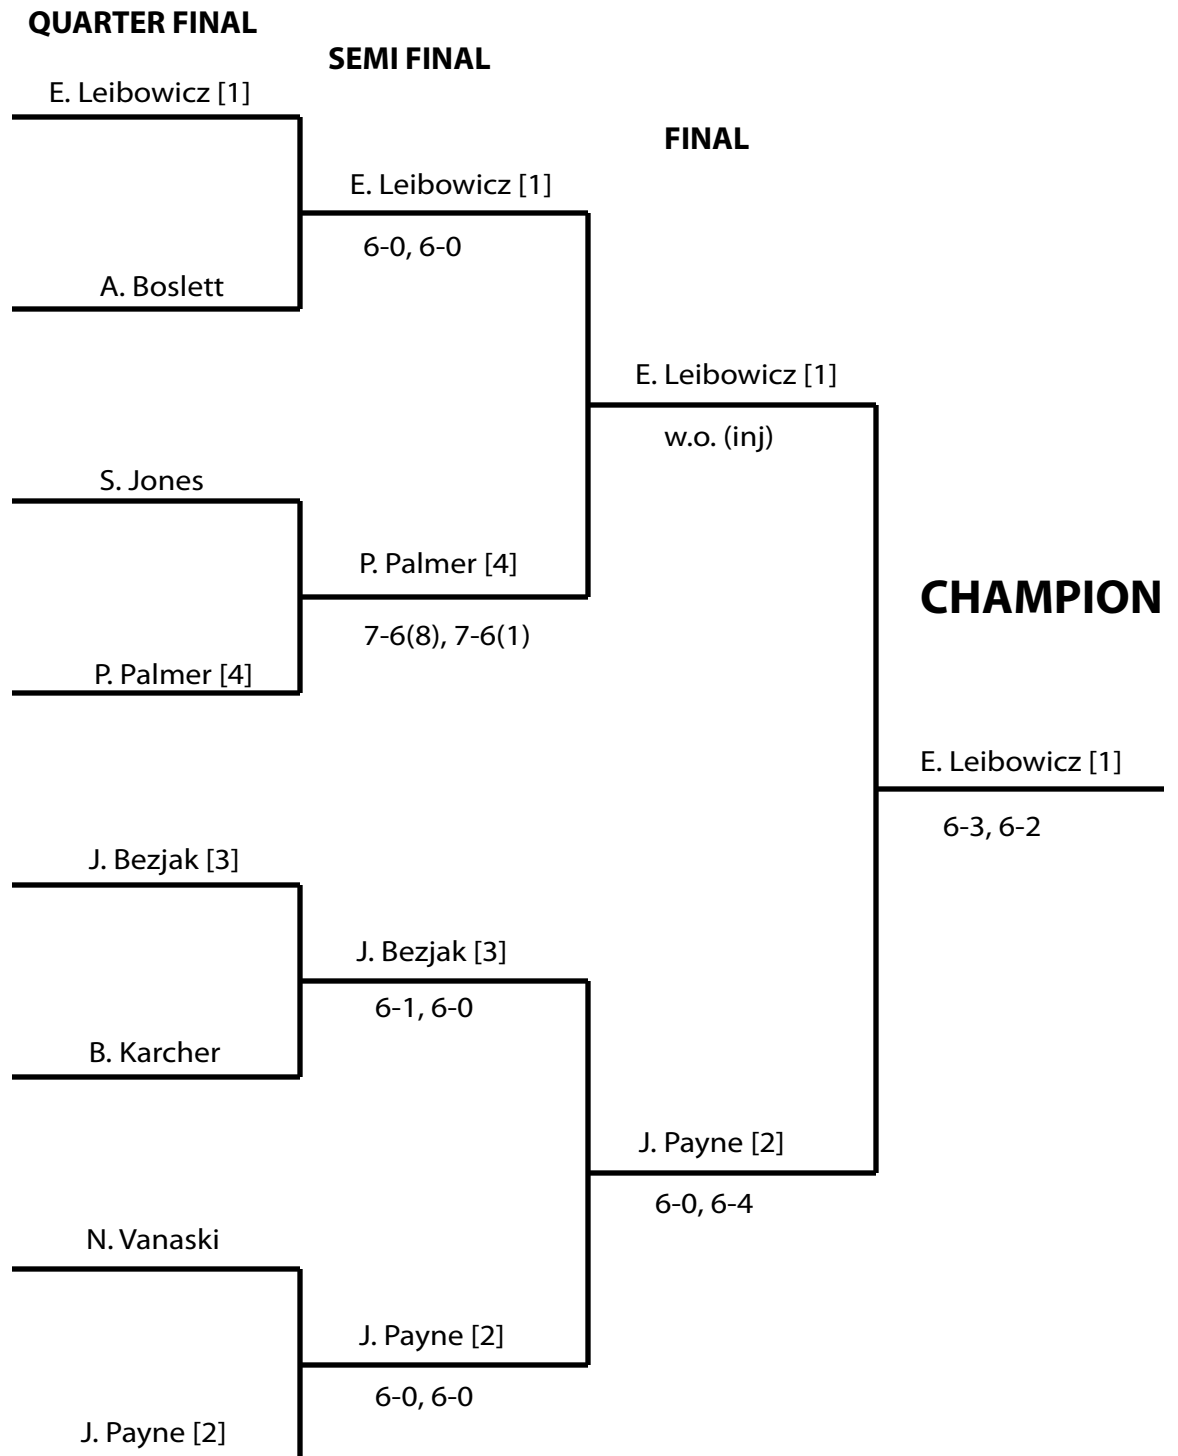 QUARTER FINAL
SEMI FINAL
E. Leibowicz [1]
FINAL
E. Leibowicz [1]
6-0, 6-0
A. Boslett
E. Leibowicz [1]
w.o. (inj)
S. Jones
P. Palmer [4]
CHAMPION
7-6(8), 7-6(1)
P. Palmer [4]
E. Leibowicz [1]
6-3, 6-2
J. Bezjak [3]
J. Bezjak [3]
6-1, 6-0
B. Karcher
J. Payne [2]
6-0, 6-4
N. Vanaski
J. Payne [2]
6-0, 6-0
J. Payne [2]